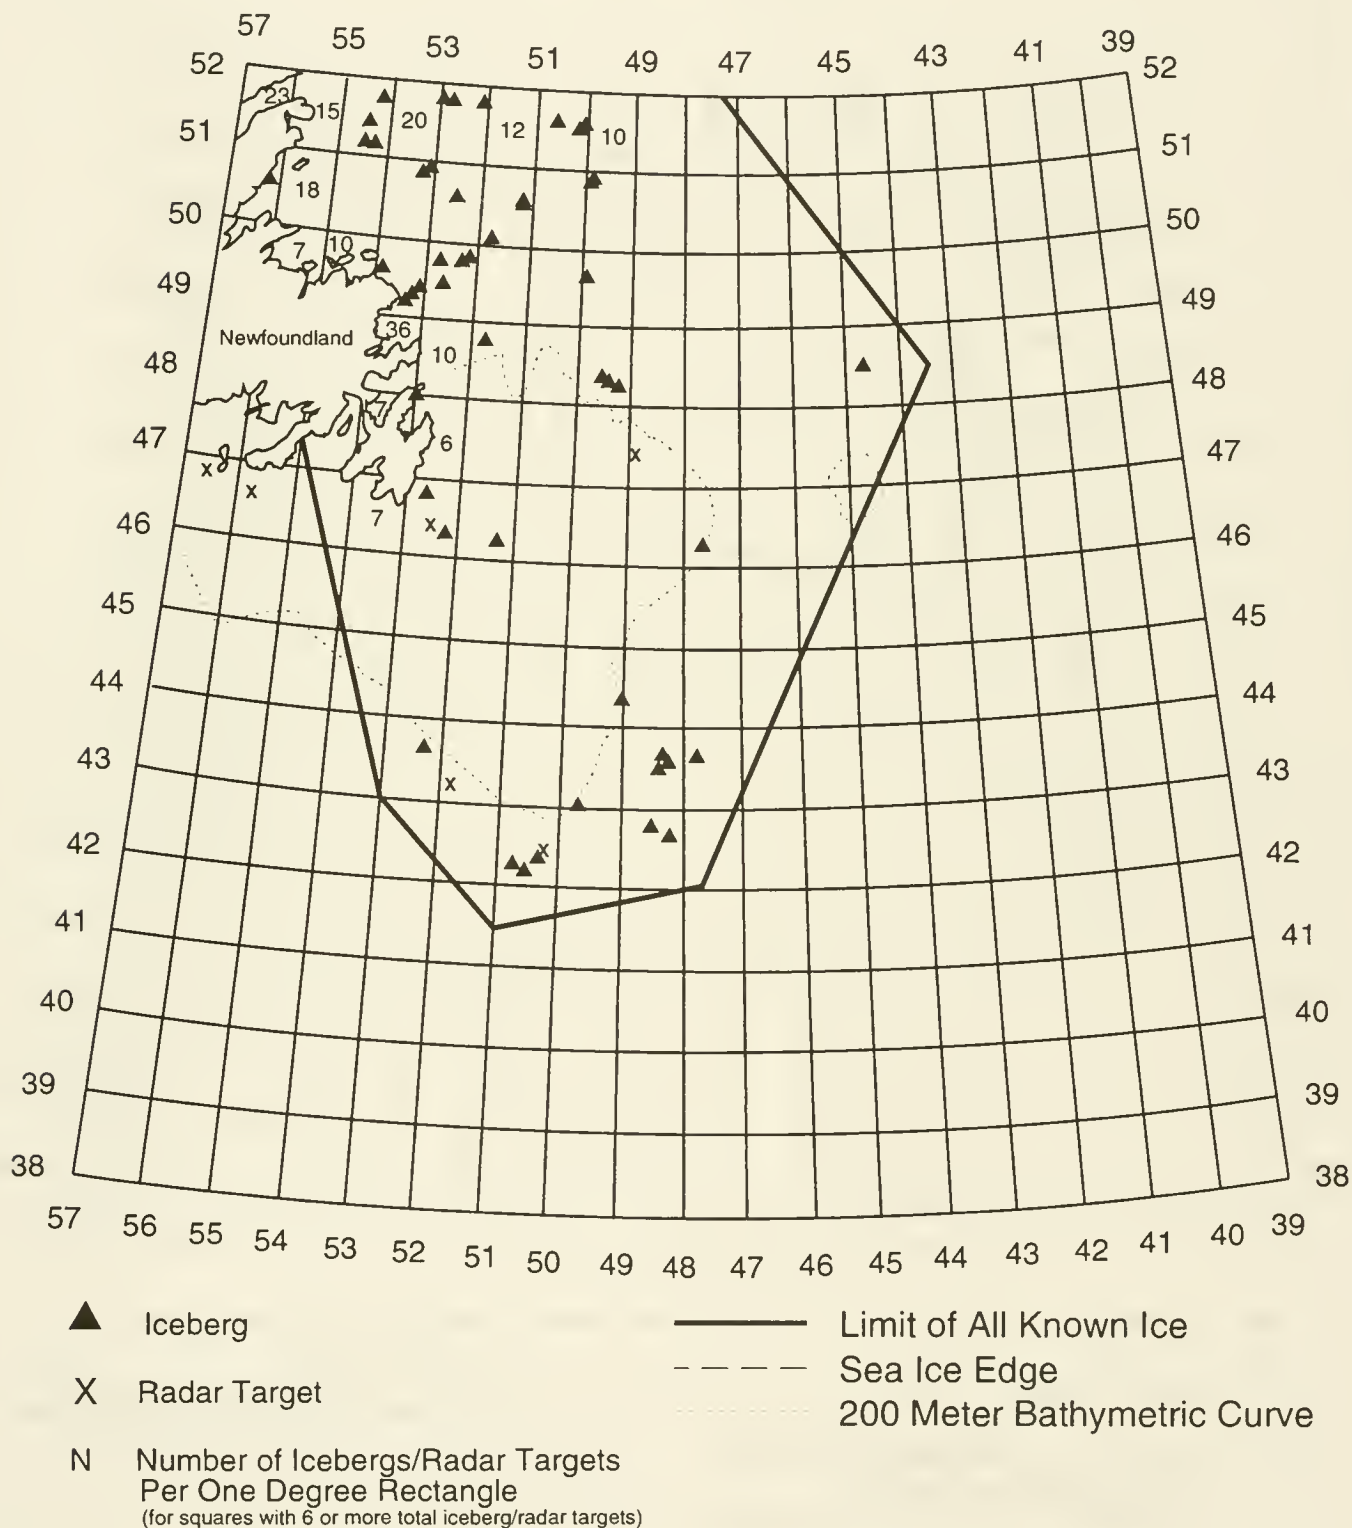 57 55 53 51 49 47 45 43 41 39
52 52
23 15 20 12 10
51 51
18
50 50
7 10
49 49
36
Newfoundland
10
48 48
7
47 47
6
x x x
7 x
46 46
45 45
44 44
43 43
x
42 42
x
41 41
40 40
39 39
38 38
57 56 55 54 53 52 51 50 49 48 47 46 45 44 43 42 41 40 39
Iceberg
X Radar Target
N Number of Icebergs/Radar Targets
Per One Degree Rectangle
(for squares with 6 or more total iceberg/radar targets)
Limit of All Known Ice
Sea Ice Edge
200 Meter Bathymetric Curve